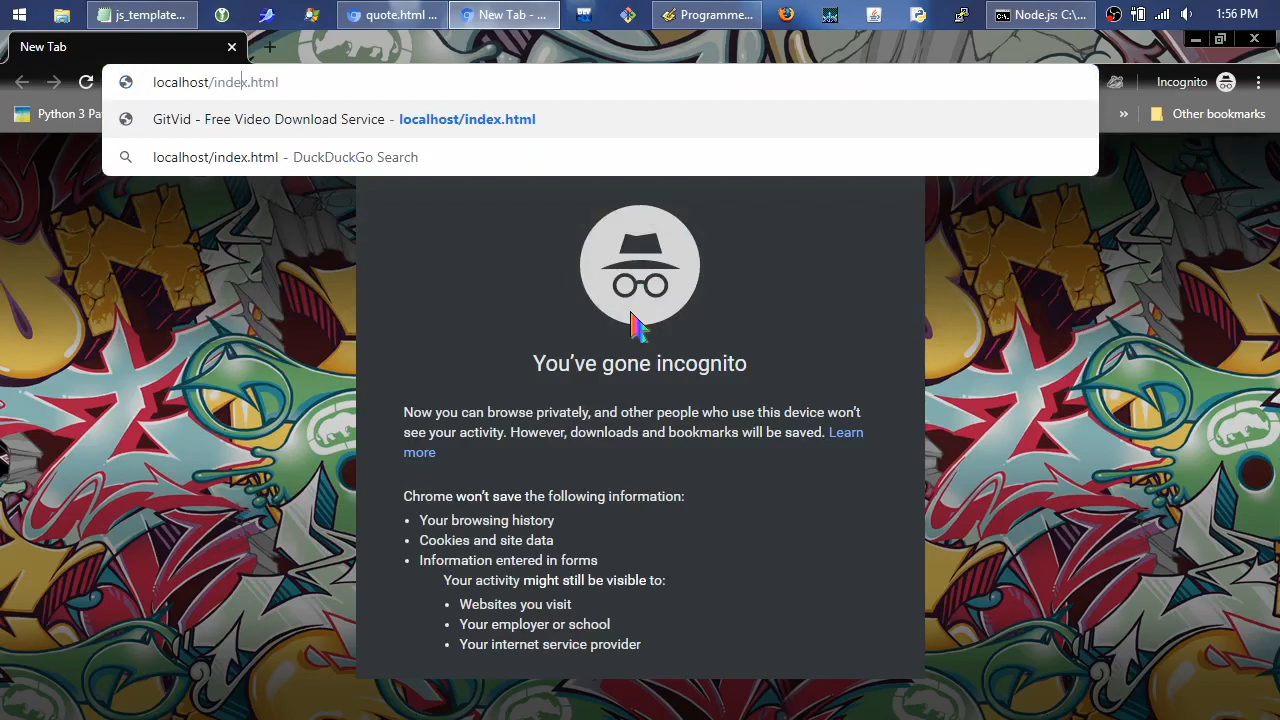 js_template...
quote.html ...
New Tab - ...
DEV
Programme...
Node.js: C:\...
1:56 PM
New Tab
localhost/index.html
Incognito
Python 3 Pa
GitVid - Free Video Download Service - localhost/index.html
» Other bookmarks
localhost/index.html - DuckDuckGo Search
You've gone incognito
Now you can browse privately, and other people who use this device won't
see your activity. However, downloads and bookmarks will be saved. Learn
more
Chrome won't save the following information:
• Your browsing history
• Cookies and site data
• Information entered in forms
Your activity might still be visible to:
• Websites you visit
• Your employer or school
• Your internet service provider